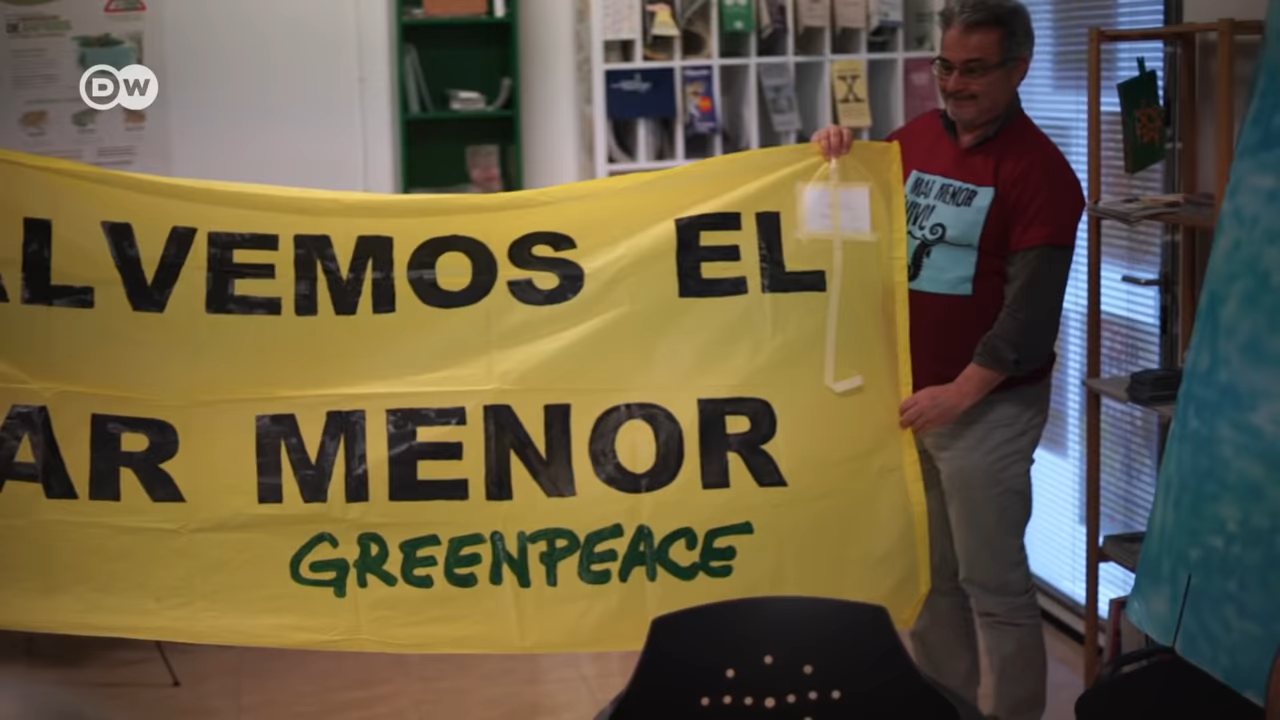 DW
ALVEMOS EL
AR MENOR
GREENPEACE
MAR MENOR
VIVO!
X